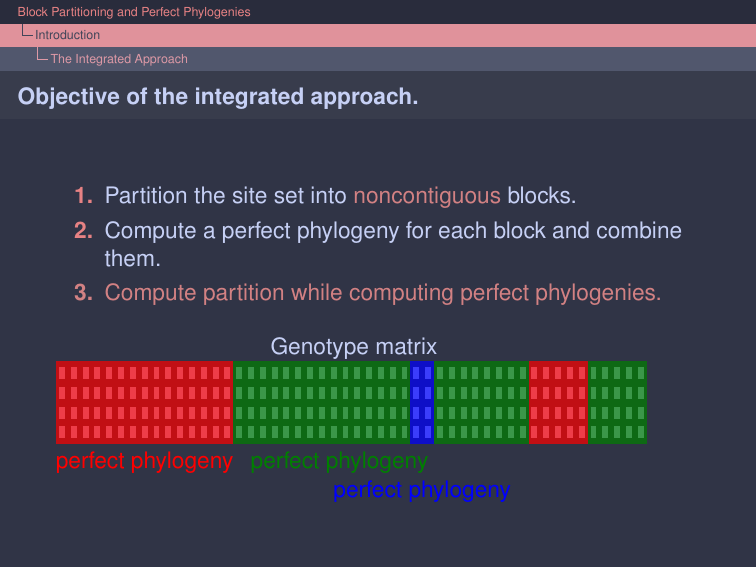 Block Partitioning and Perfect Phylogenies
Introduction
The Integrated Approach
Objective of the integrated approach.
1. Partition the site set into noncontiguous blocks.
2. Compute a perfect phylogeny for each block and combine
them.
3. Compute partition while computing perfect phylogenies.
Genotype matrix
perfect phylogeny perfect phylogeny
perfect phylogeny